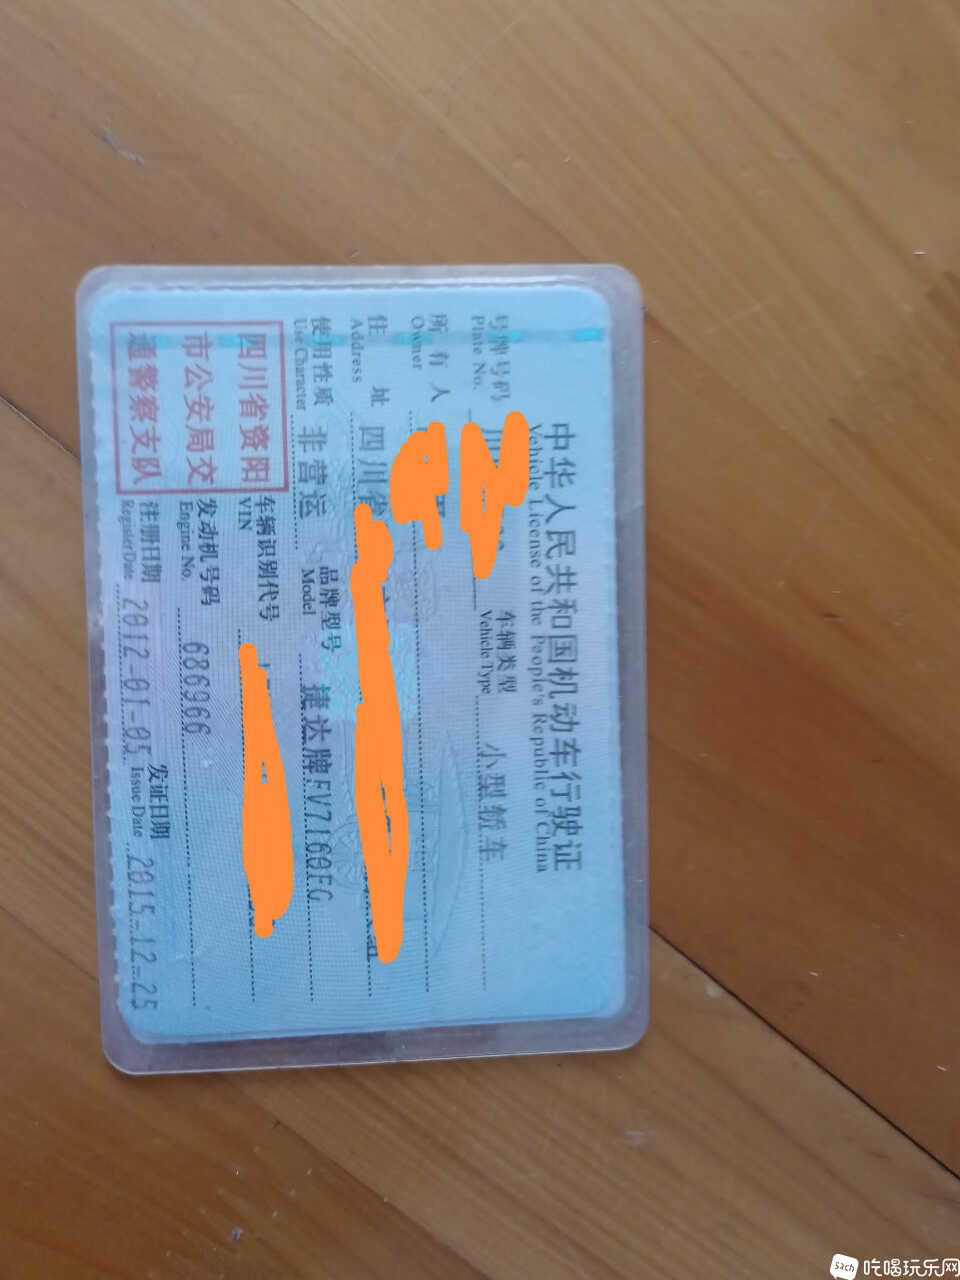 中华人民共和国机动车行驶证
Vehicle License of the People's Republic of China
号牌号码
Plate No.
川
车辆类型
Vehicle Type
小型轿车
所有人
Owner
住址
Address
四川省
使用性质
Use Character
非营运
品牌型号
Model
捷达牌FV7160FG
四川省资阳
市公安局交
通警察支队
车辆识别代号
VIN
发动机号码
Engine No.
686966
注册日期
Register Date
2012-01-05
发证日期
Issue Date
2015-12-25
吃喝玩乐网